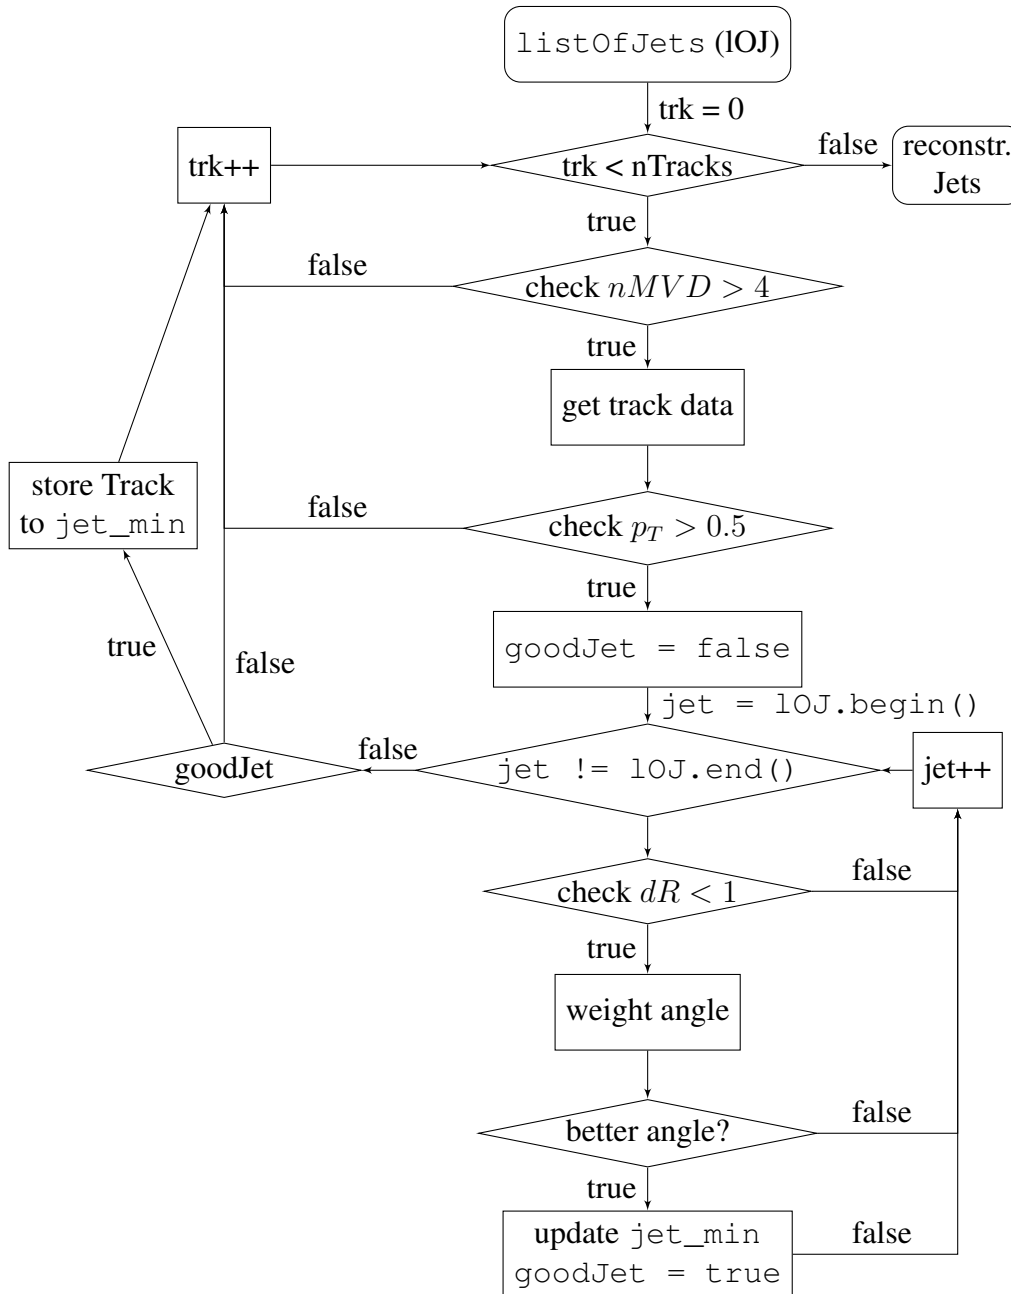 listOfJets (lOJ)
trk = 0
trk++
trk < nTracks
false
reconstr.
Jets
true
false
check nMVD > 4
true
get track data
store Track
to jet_min
false
check p_T > 0.5
true
true
false
goodJet = false
jet = lOJ.begin()
goodJet
false
jet != lOJ.end()
jet++
check dR < 1
false
true
weight angle
better angle?
false
true
update jet_min
goodJet = true
false